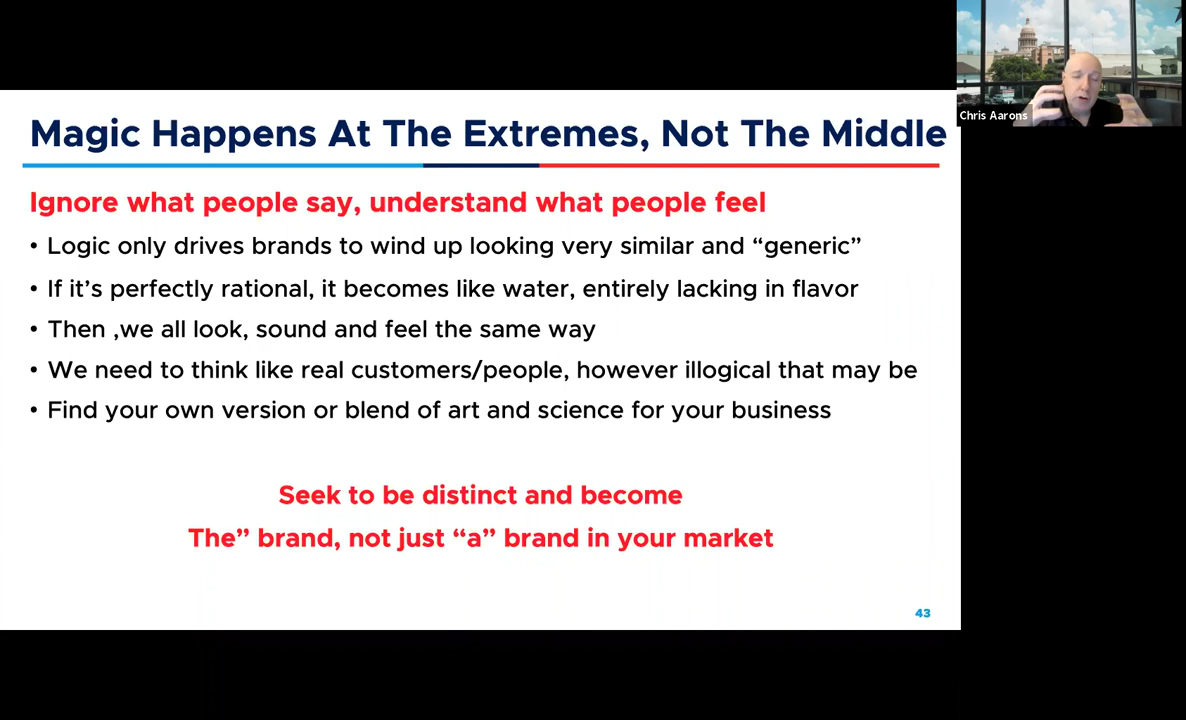 Chris Aarons
Magic Happens At The Extremes, Not The Middle
Ignore what people say, understand what people feel
• Logic only drives brands to wind up looking very similar and “generic”
• If it’s perfectly rational, it becomes like water, entirely lacking in flavor
• Then ,we all look, sound and feel the same way
• We need to think like real customers/people, however illogical that may be
• Find your own version or blend of art and science for your business
Seek to be distinct and become
The” brand, not just “a” brand in your market
43